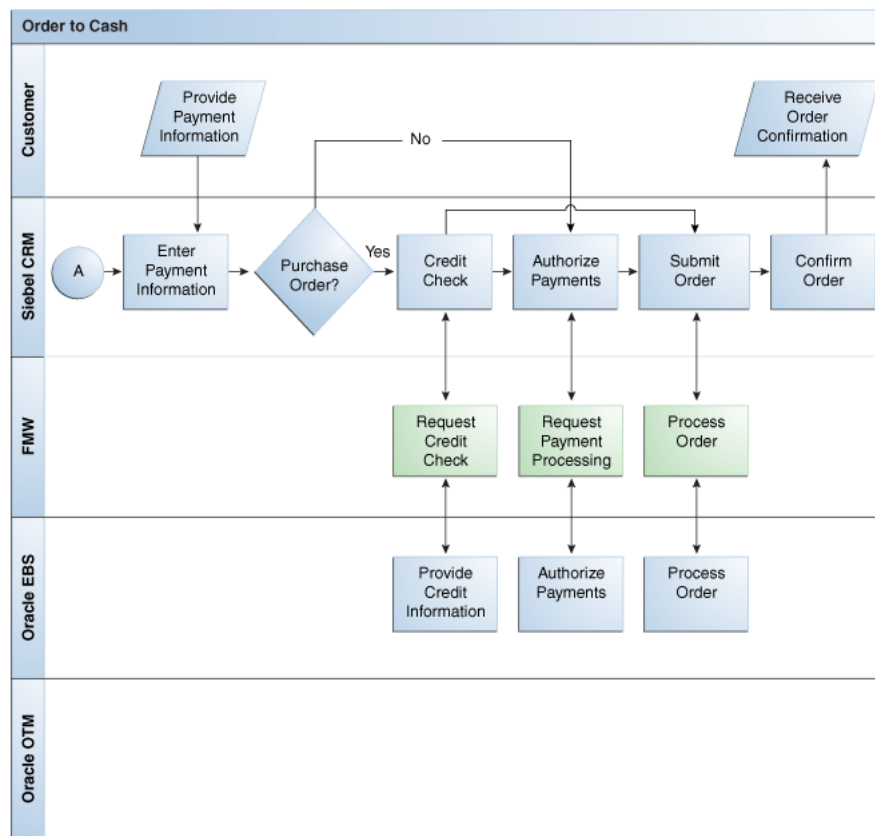 Order to Cash
Customer
Provide
Payment
Information
No
Receive
Order
Confirmation
Siebel CRM
A
Enter
Payment
Information
Purchase
Order?
Yes
Credit
Check
Authorize
Payments
Submit
Order
Confirm
Order
FMW
Request
Credit
Check
Request
Payment
Processing
Process
Order
Oracle EBS
Provide
Credit
Information
Authorize
Payments
Process
Order
Oracle OTM